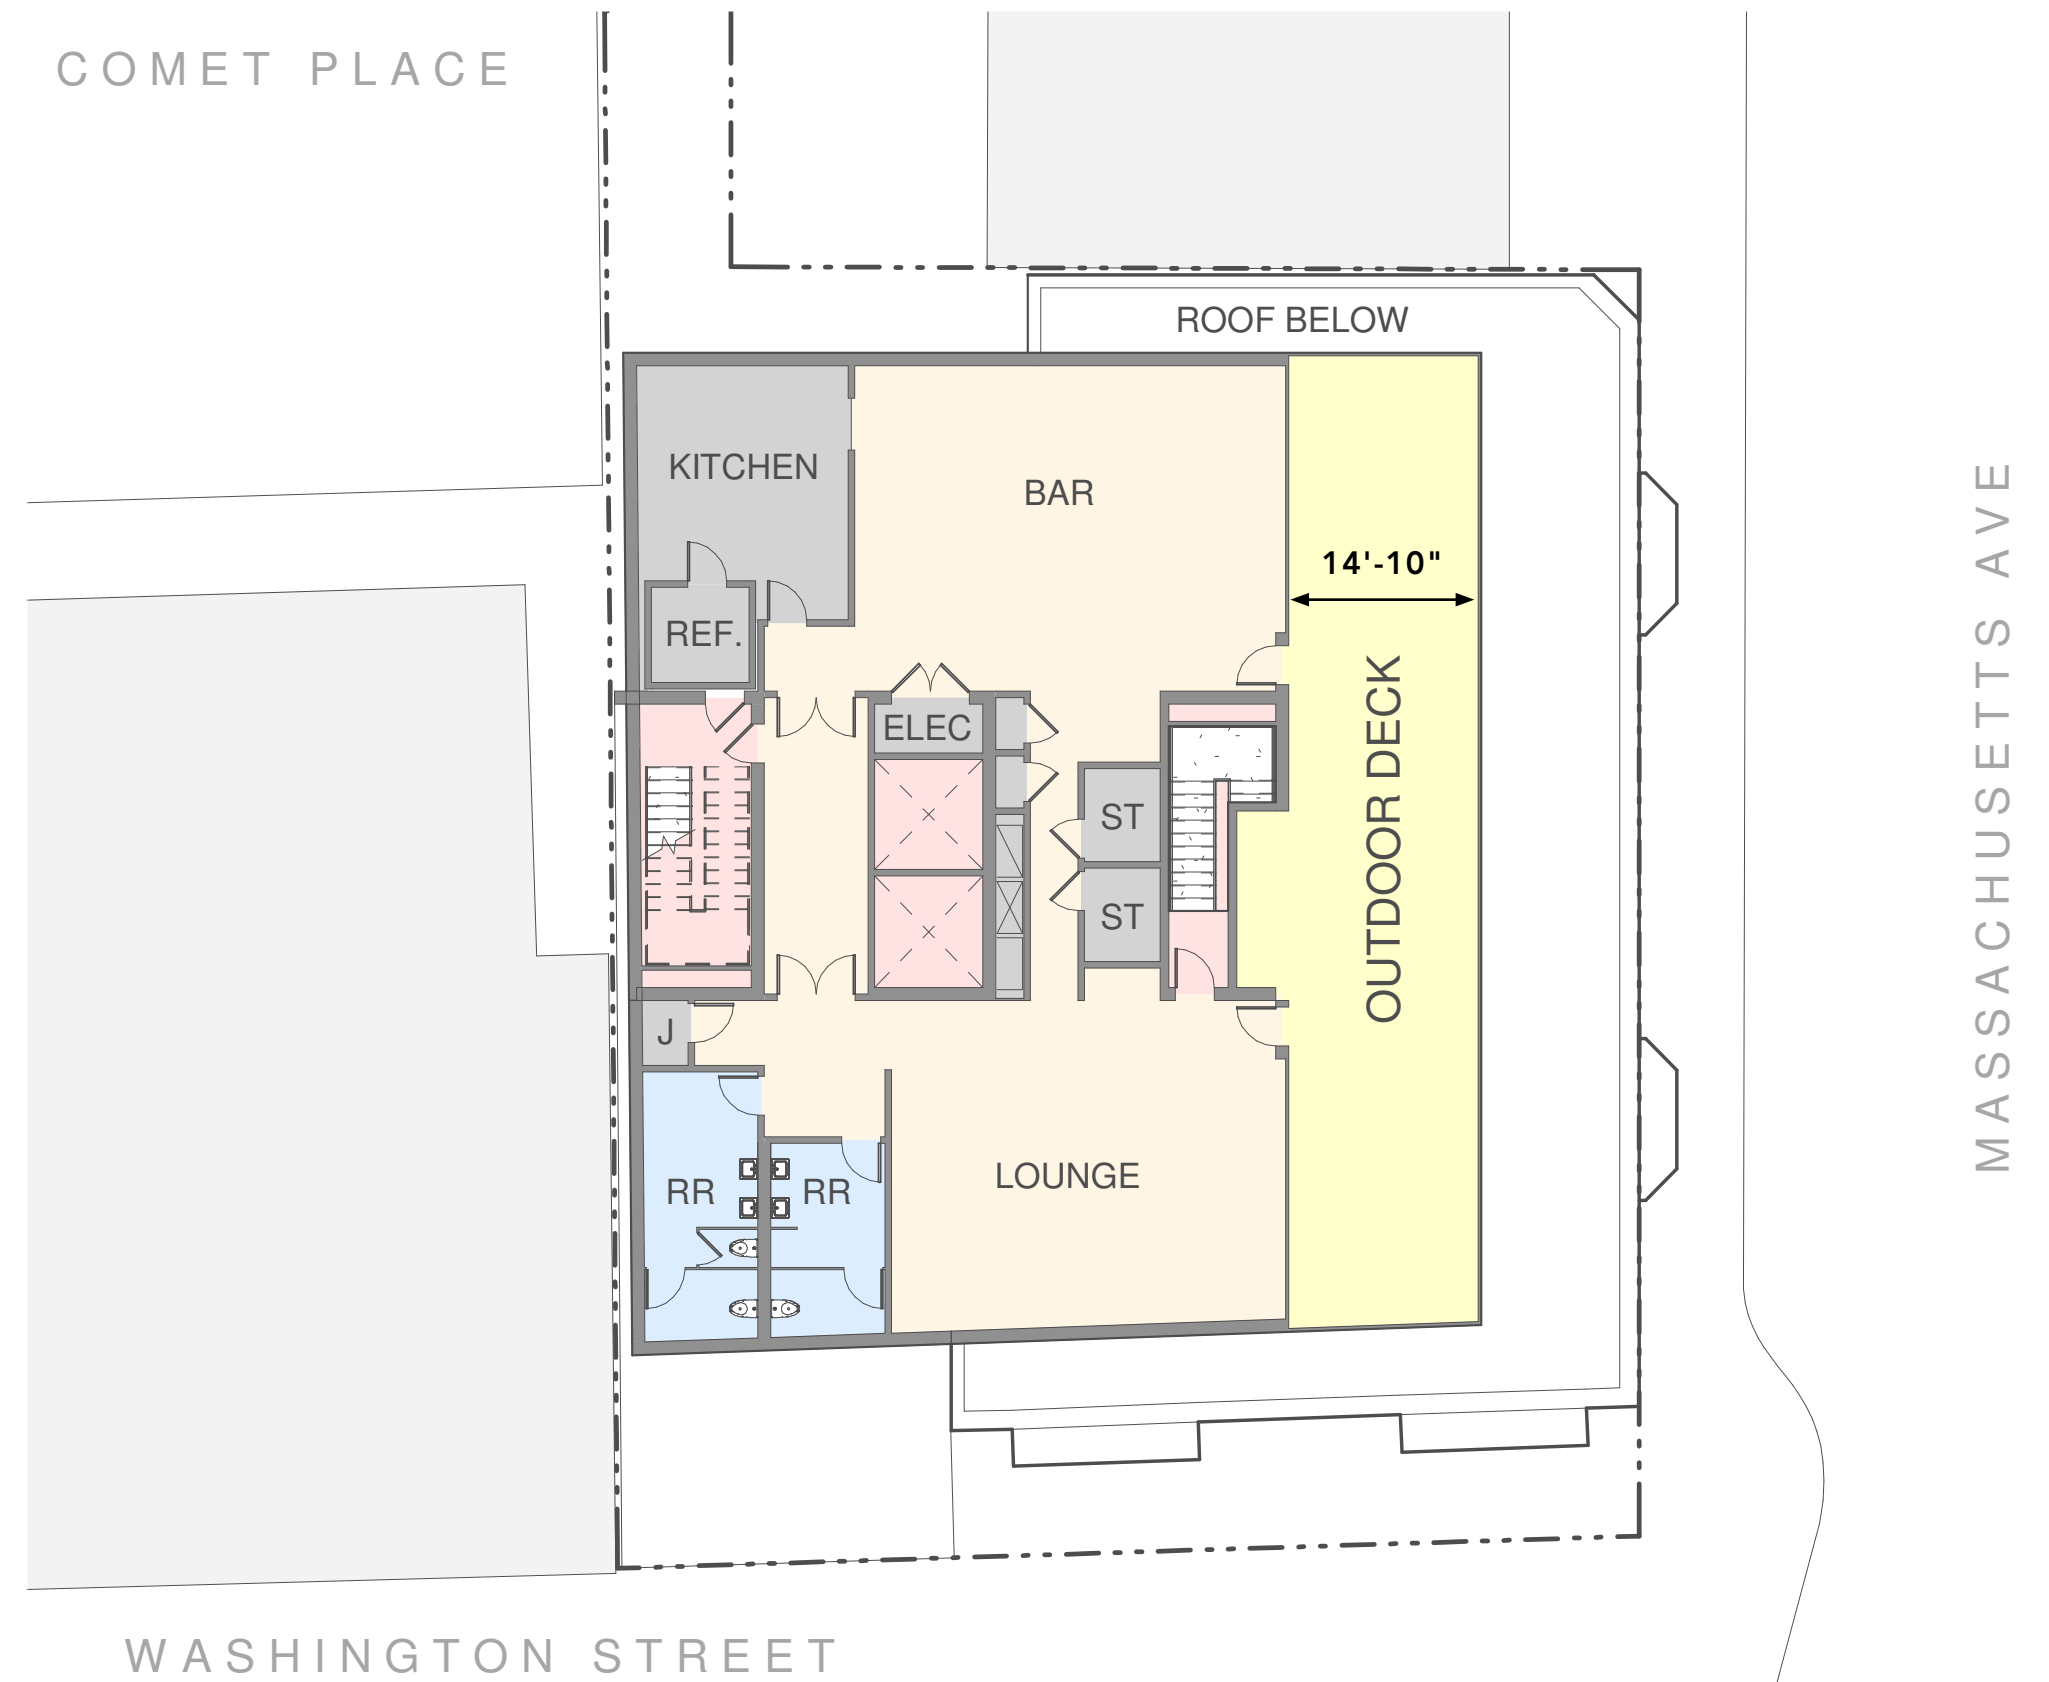 COMET PLACE
ROOF BELOW
KITCHEN
BAR
14'-10"
REF.
ELEC
ST
ST
OUTDOOR DECK
MASSACHUSETTS AVE
J
RR
RR
LOUNGE
WASHINGTON STREET